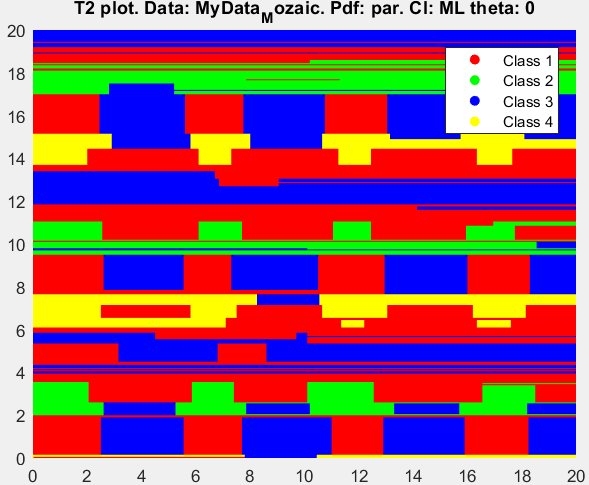 T2 plot. Data: MyData_Mozaic. Pdf: par. Cl: ML theta: 0
20
18
16
14
12
10
8
6
4
2
0
Class 1
Class 2
Class 3
Class 4
0 2 4 6 8 10 12 14 16 18 20